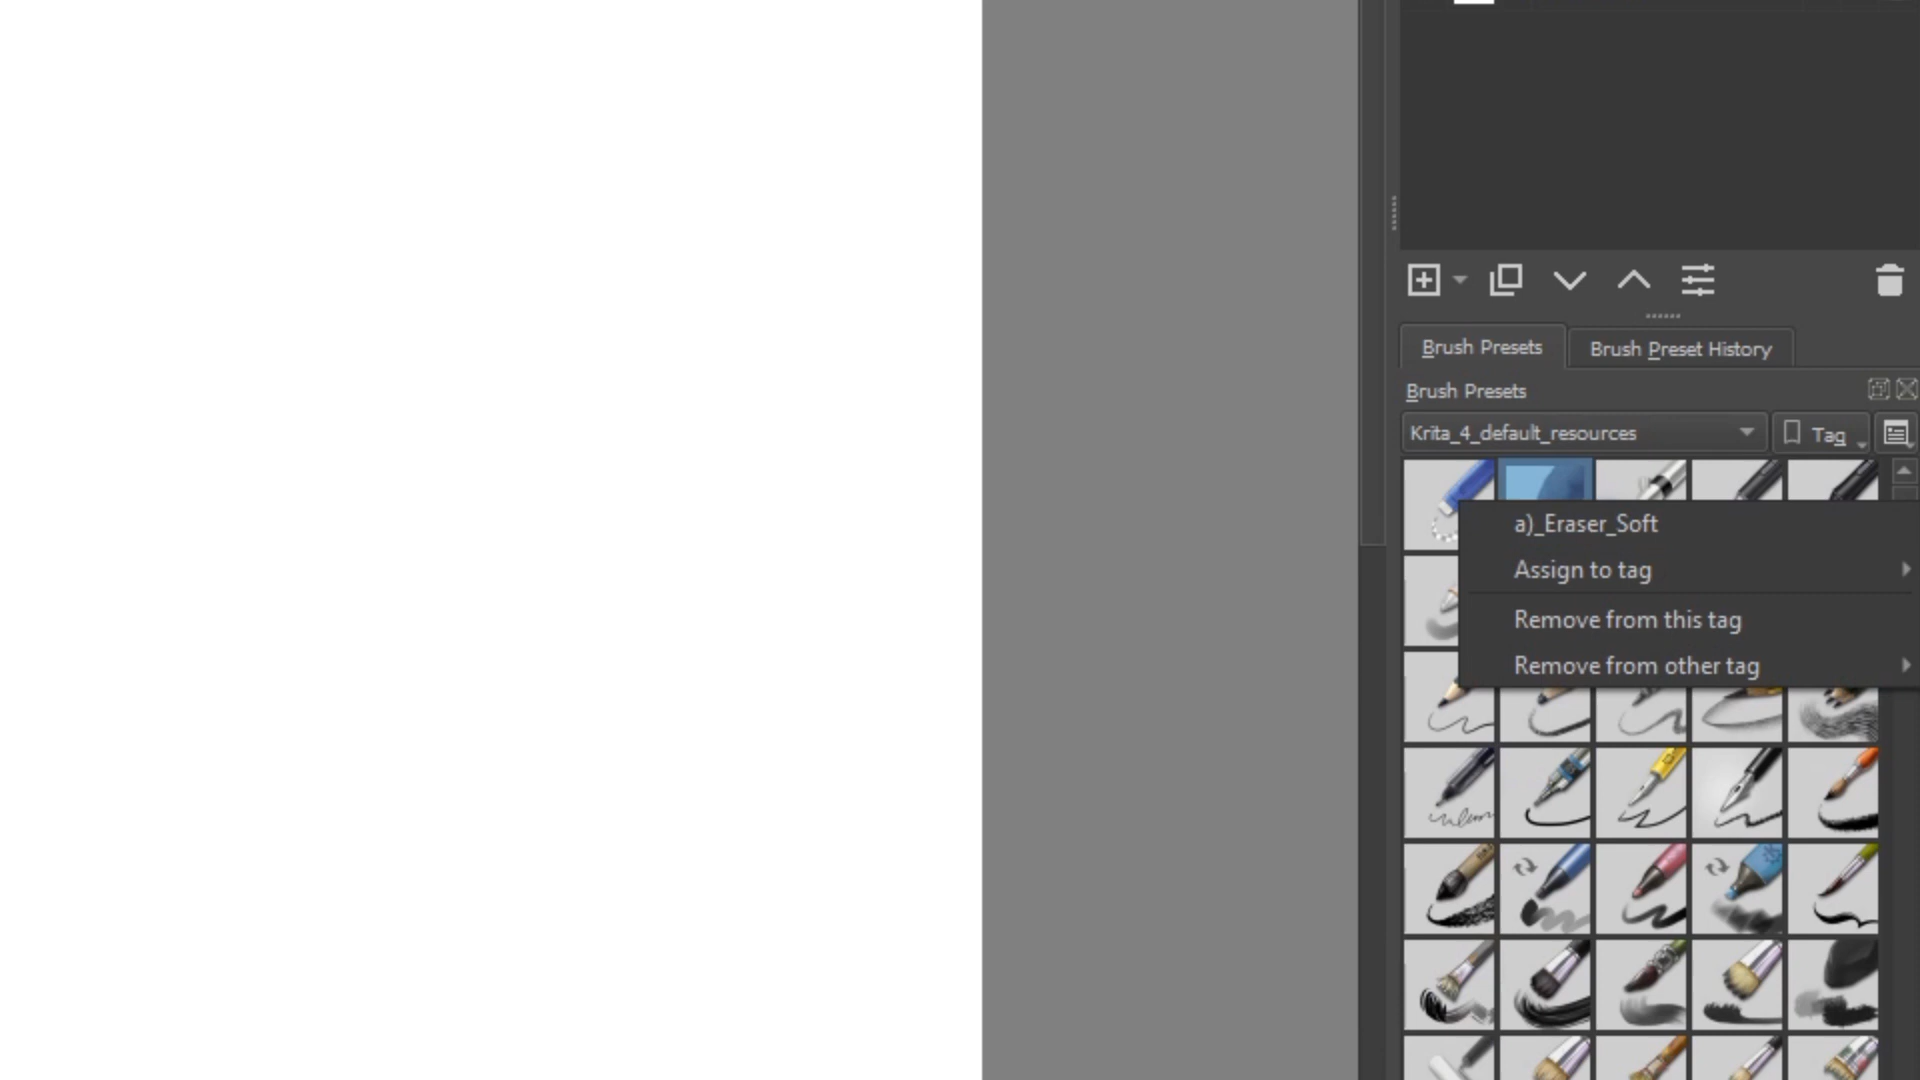 Brush Presets
Brush Preset History
Brush Presets
Krita_4_default_resources
Tag
a)_Eraser_Soft
Assign to tag
Remove from this tag
Remove from other tag